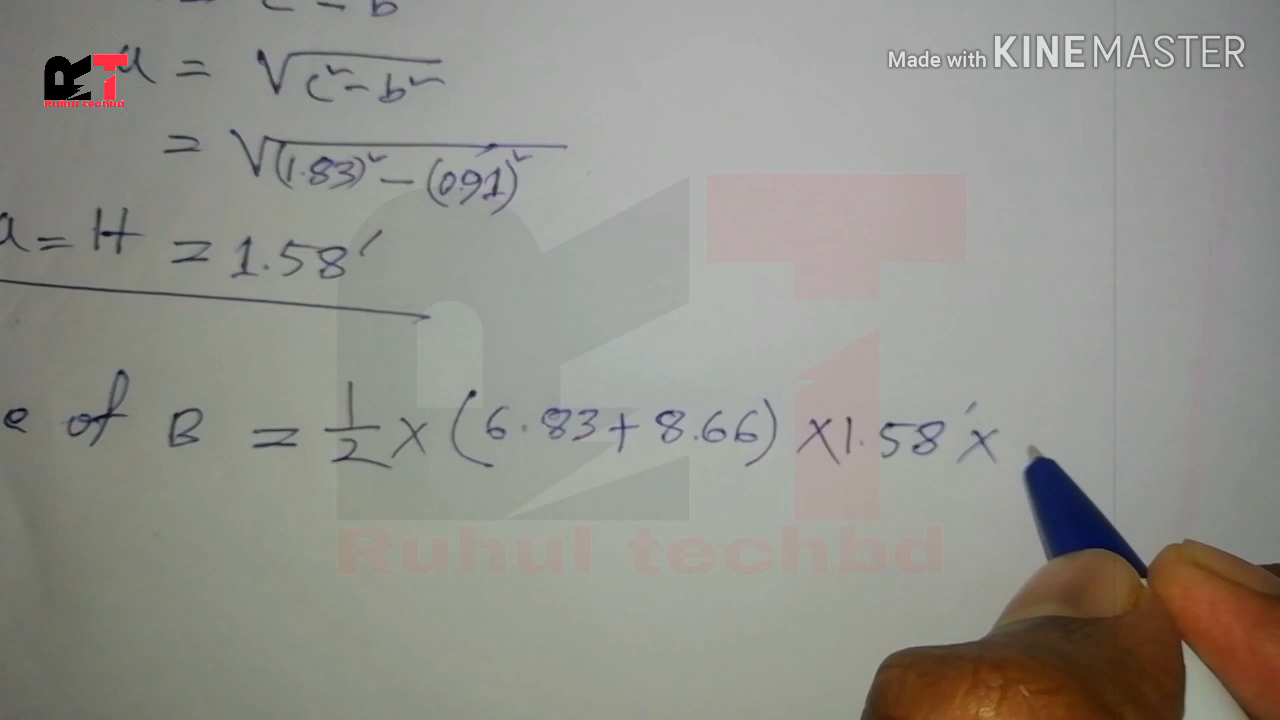 = c - b
RT
Ruhul techbd
Made with KINEMASTER
a = √c² - b²
= √(1.83)² - (0.91)²
a = H = 1.58'
e of B = 1/2 × (6.83 + 8.66) × 1.58' ×
Ruhul techbd